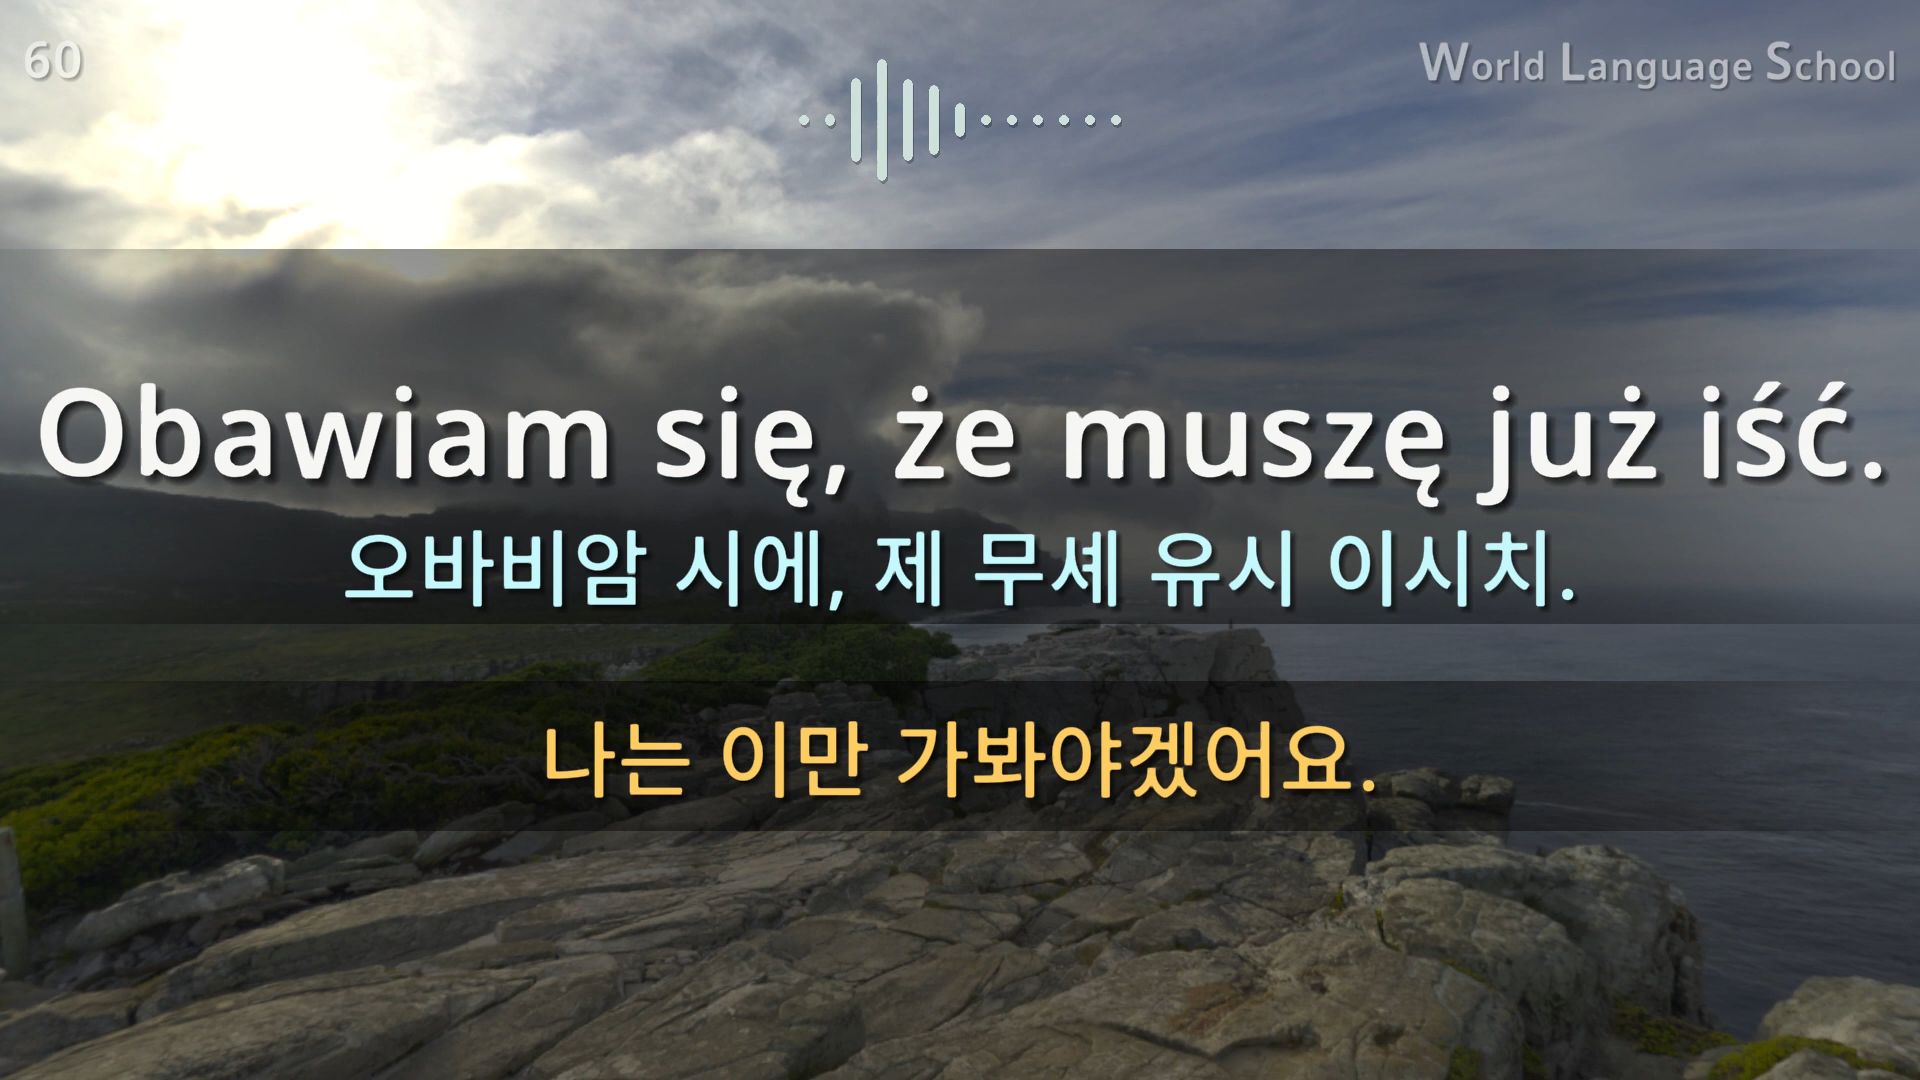 60
World Language School
Obawiam się, że muszę już iść.
오바비암 시에, 제 무셰 유시 이시치.
나는 이만 가봐야겠어요.